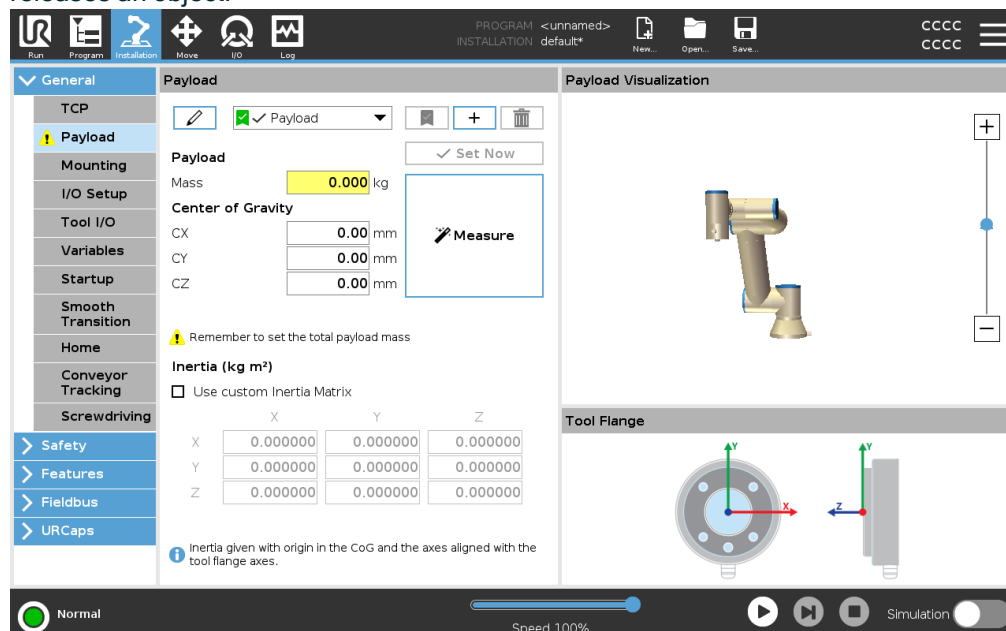 releases an object.
PROGRAM <unnamed>
INSTALLATION default*
CCCC
CCCC
UR
Run
Program
Installation
Move
I/O
Log
New...
Open...
Save...
General
TCP
Payload
Mounting
I/O Setup
Tool I/O
Variables
Startup
Smooth
Transition
Home
Conveyor
Tracking
Screwdriving
Safety
Features
Fieldbus
URCaps
Payload
Payload
Set Now
Payload
Mass 0.000 kg
Center of Gravity
CX 0.00 mm
CY 0.00 mm
CZ 0.00 mm
Measure
Remember to set the total payload mass
Inertia (kg m²)
Use custom Inertia Matrix
X Y Z
X 0.000000 0.000000 0.000000
Y 0.000000 0.000000 0.000000
Z 0.000000 0.000000 0.000000
Inertia given with origin in the CoG and the axes aligned with the
tool flange axes.
Payload Visualization
Tool Flange
Y
X
Y
Z
Normal
Speed 100%
Simulation